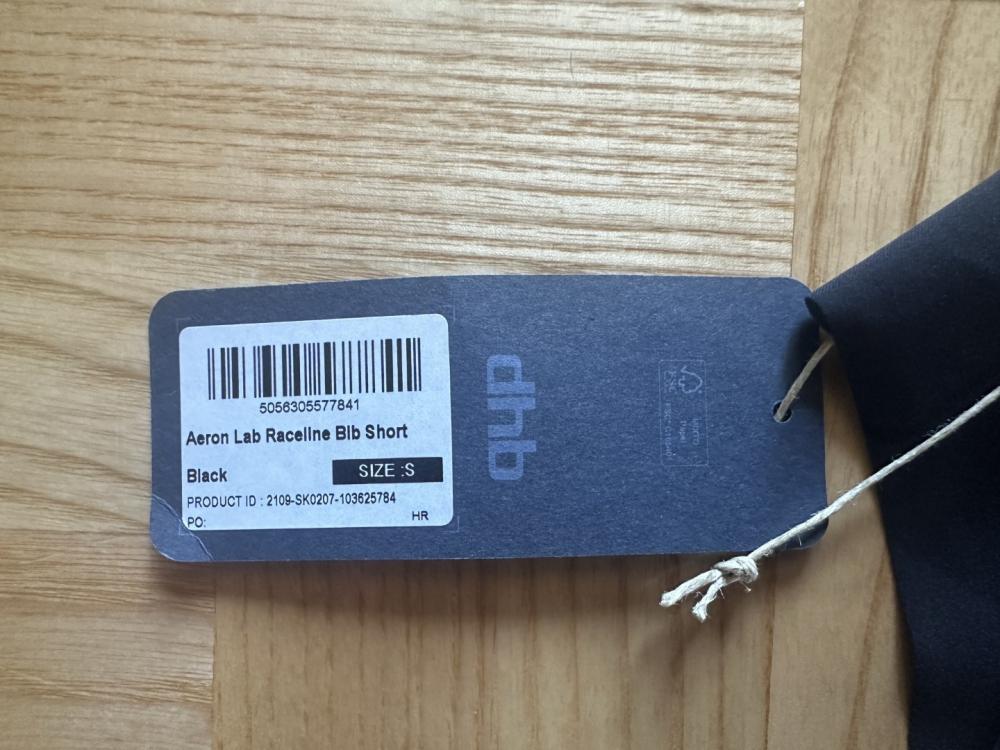 5056305577841
Aeron Lab Raceline Bib Short
Black
SIZE :S
PRODUCT ID : 2109-SK0207-103625784
PO:
HR
dhb